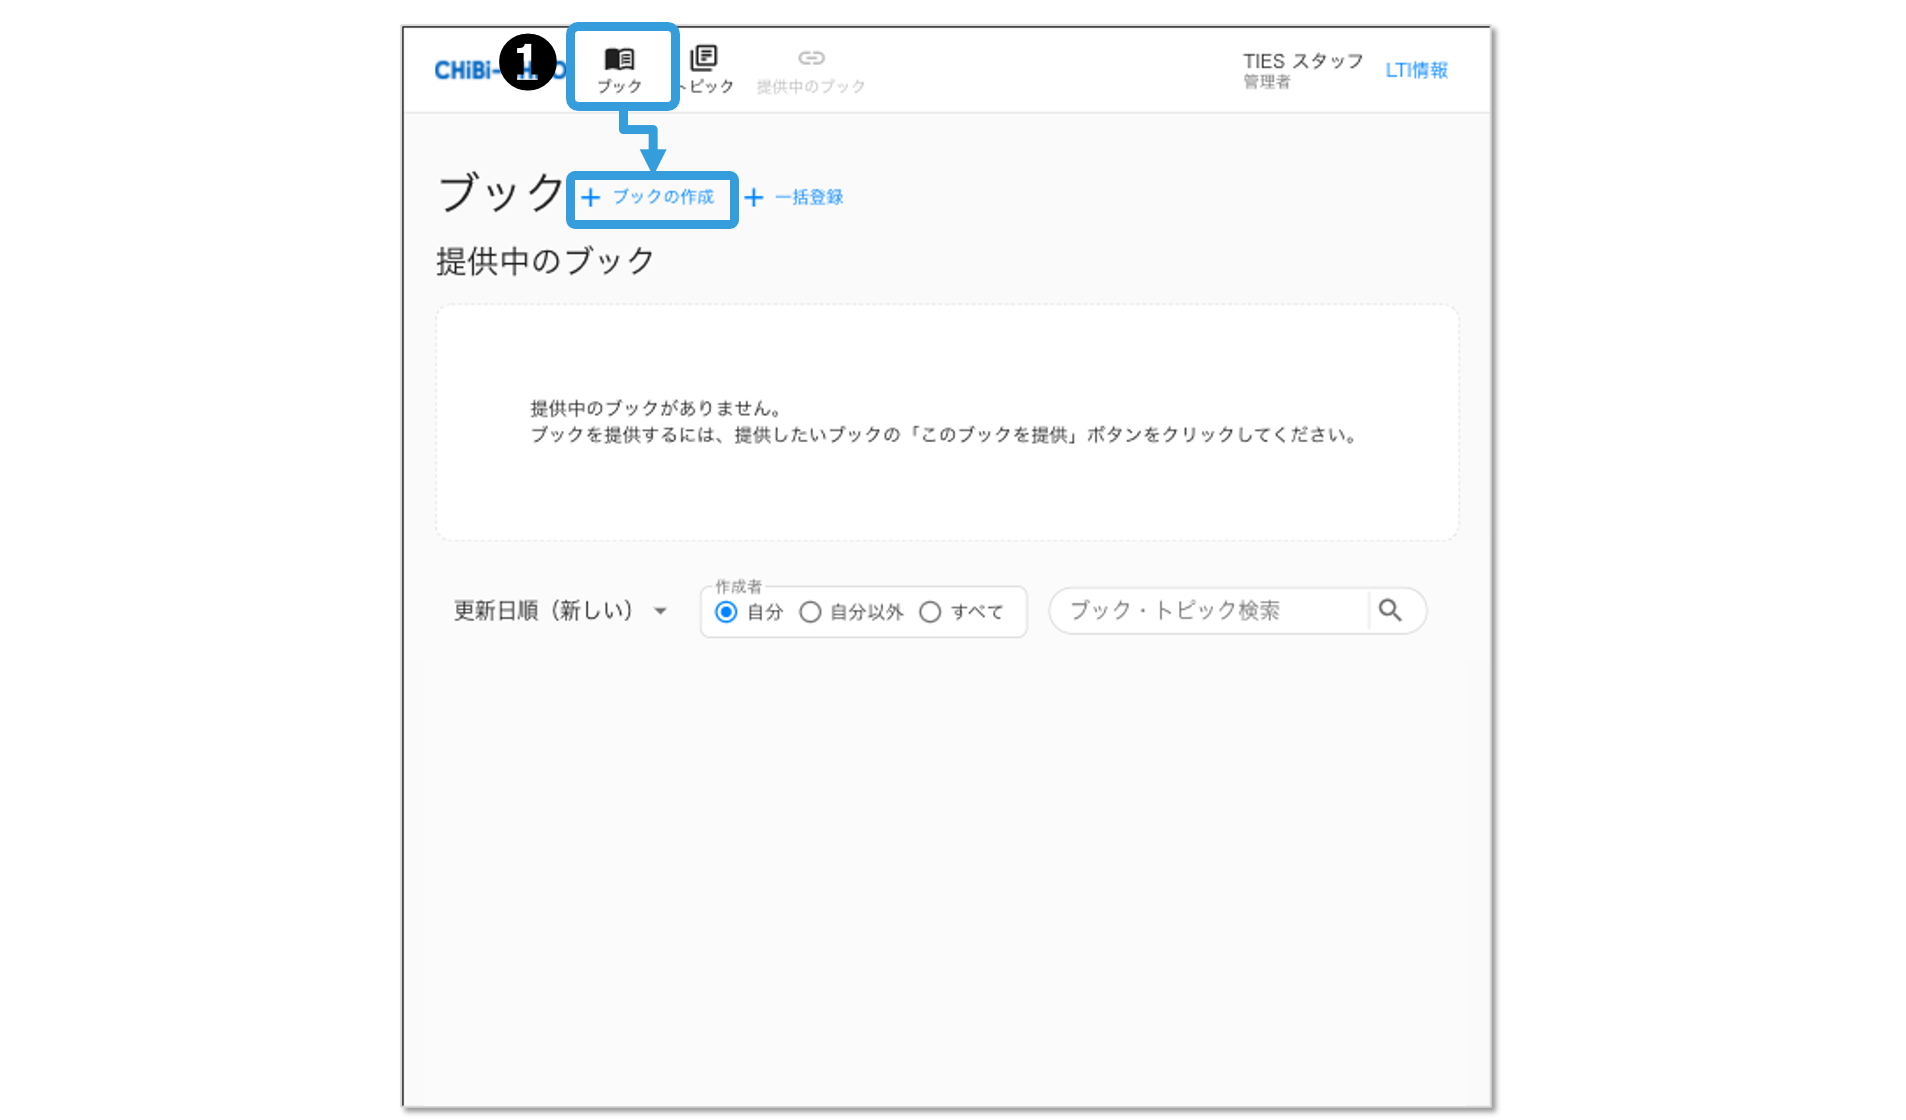 CHiBi-
1
ブック
トピック
提供中のブック
TIES スタッフ
管理者
LTI情報
ブック
ブックの作成
一括登録
提供中のブック
提供中のブックがありません。
ブックを提供するには、提供したいブックの「このブックを提供」ボタンをクリックしてください。
更新日順（新しい）
作成者
自分 自分以外 すべて
ブック・トピック検索